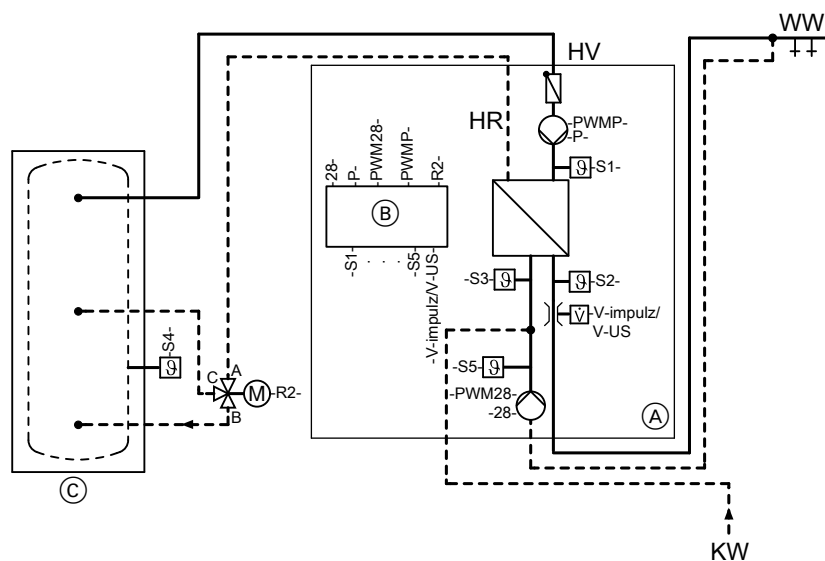 WW
HV
HR
-PWMP-
-P-
-28-
P-
PWM28-
PWMP-
-R2-
-S1-
B
-S1
. . . .
-S5-
-V-impulz/V-US-
-S3-
-S2-
-V-impulz/
V-US
V̇
-S5-
-PWM28-
-28-
A
-S4-
ϑ
ϑ
ϑ
ϑ
ϑ
A
C
B
M
-R2-
C
KW